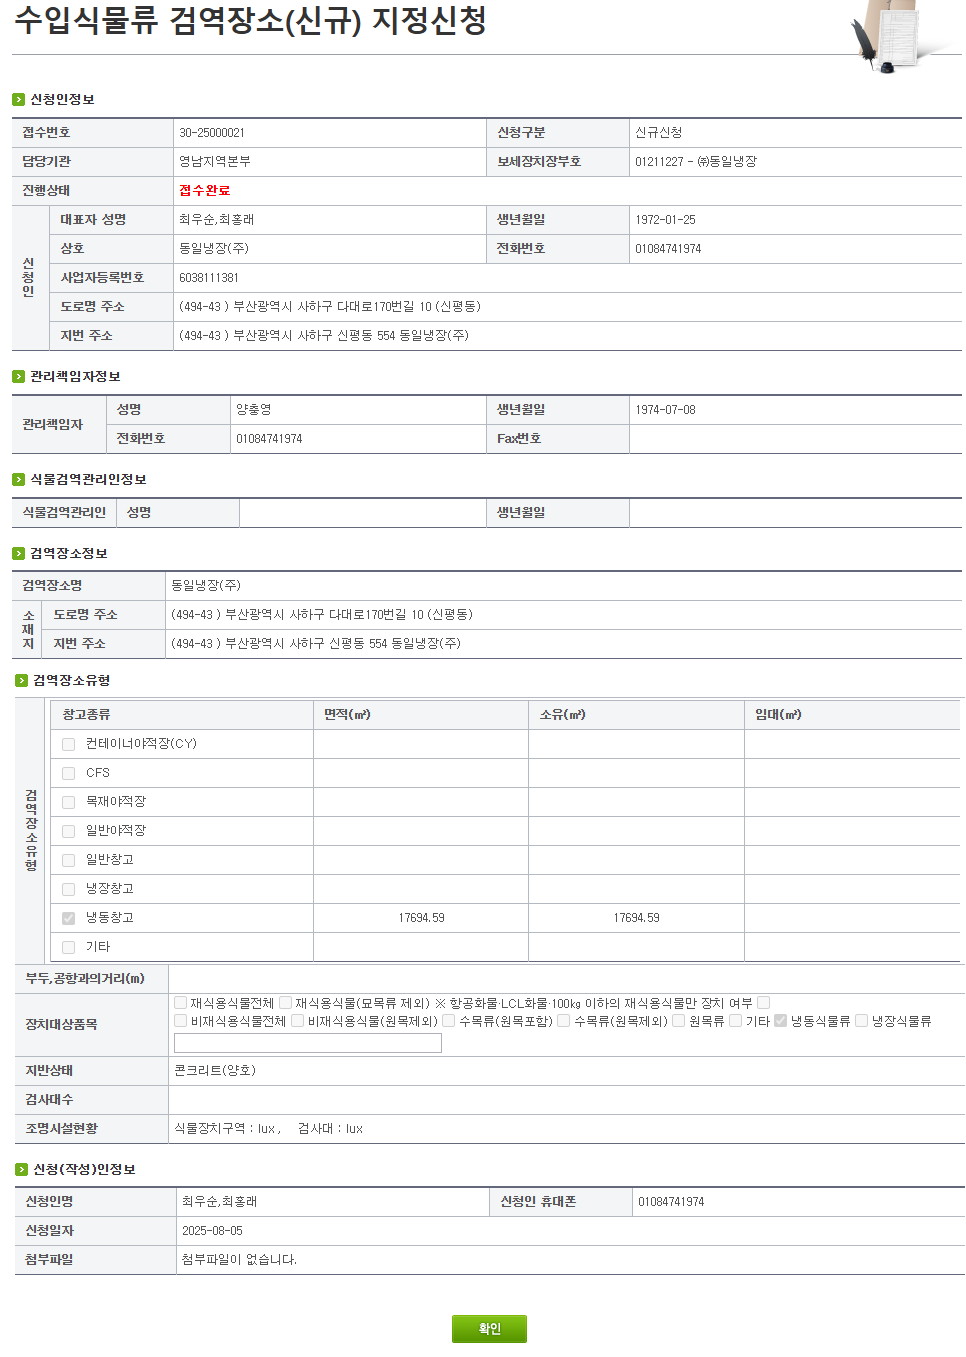 수입식물류 검역장소(신규) 지정신청
신청인정보
접수번호 30-25000021 신청구분 신규신청
담당기관 영남지역본부 보세장치장부호 01211227 - ㈜동일냉장
진행상태 접수완료
신청인
대표자 성명 최우순,최홍래 생년월일 1972-01-25
상호 동일냉장(주) 전화번호 01084741974
사업자등록번호 6038111381
도로명 주소 (494-43 ) 부산광역시 사하구 다대로170번길 10 (신평동)
지번 주소 (494-43 ) 부산광역시 사하구 신평동 554 동일냉장(주)
관리책임자정보
관리책임자
성명 양충영 생년월일 1974-07-08
전화번호 01084741974 Fax번호
식물검역관리인정보
식물검역관리인 성명 생년월일
검역장소정보
검역장소명 동일냉장(주)
소재지
도로명 주소 (494-43 ) 부산광역시 사하구 다대로170번길 10 (신평동)
지번 주소 (494-43 ) 부산광역시 사하구 신평동 554 동일냉장(주)
검역장소유형
검역장소유형
창고종류 면적(㎡) 소유(㎡) 임대(㎡)
컨테이너야적장(CY)
CFS
목재야적장
일반야적장
일반창고
냉장창고
냉동창고 17694.59 17694.59
기타
부두,공항과의거리(m)
장치대상품목
재식용식물전체 재식용식물(묘목류 제외) ※ 항공화물·LCL화물·100kg 이하의 재식용식물만 장치 여부
비재식용식물전체 비재식용식물(원목제외) 수목류(원목포함) 수목류(원목제외) 원목류 기타 냉동식물류 냉장식물류
지반상태 콘크리트(양호)
검사대수
조명시설현황 식물장치구역 : lux , 검사대 : lux
신청(작성)인정보
신청인명 최우순,최홍래 신청인 휴대폰 01084741974
신청일자 2025-08-05
첨부파일 첨부파일이 없습니다.
확인